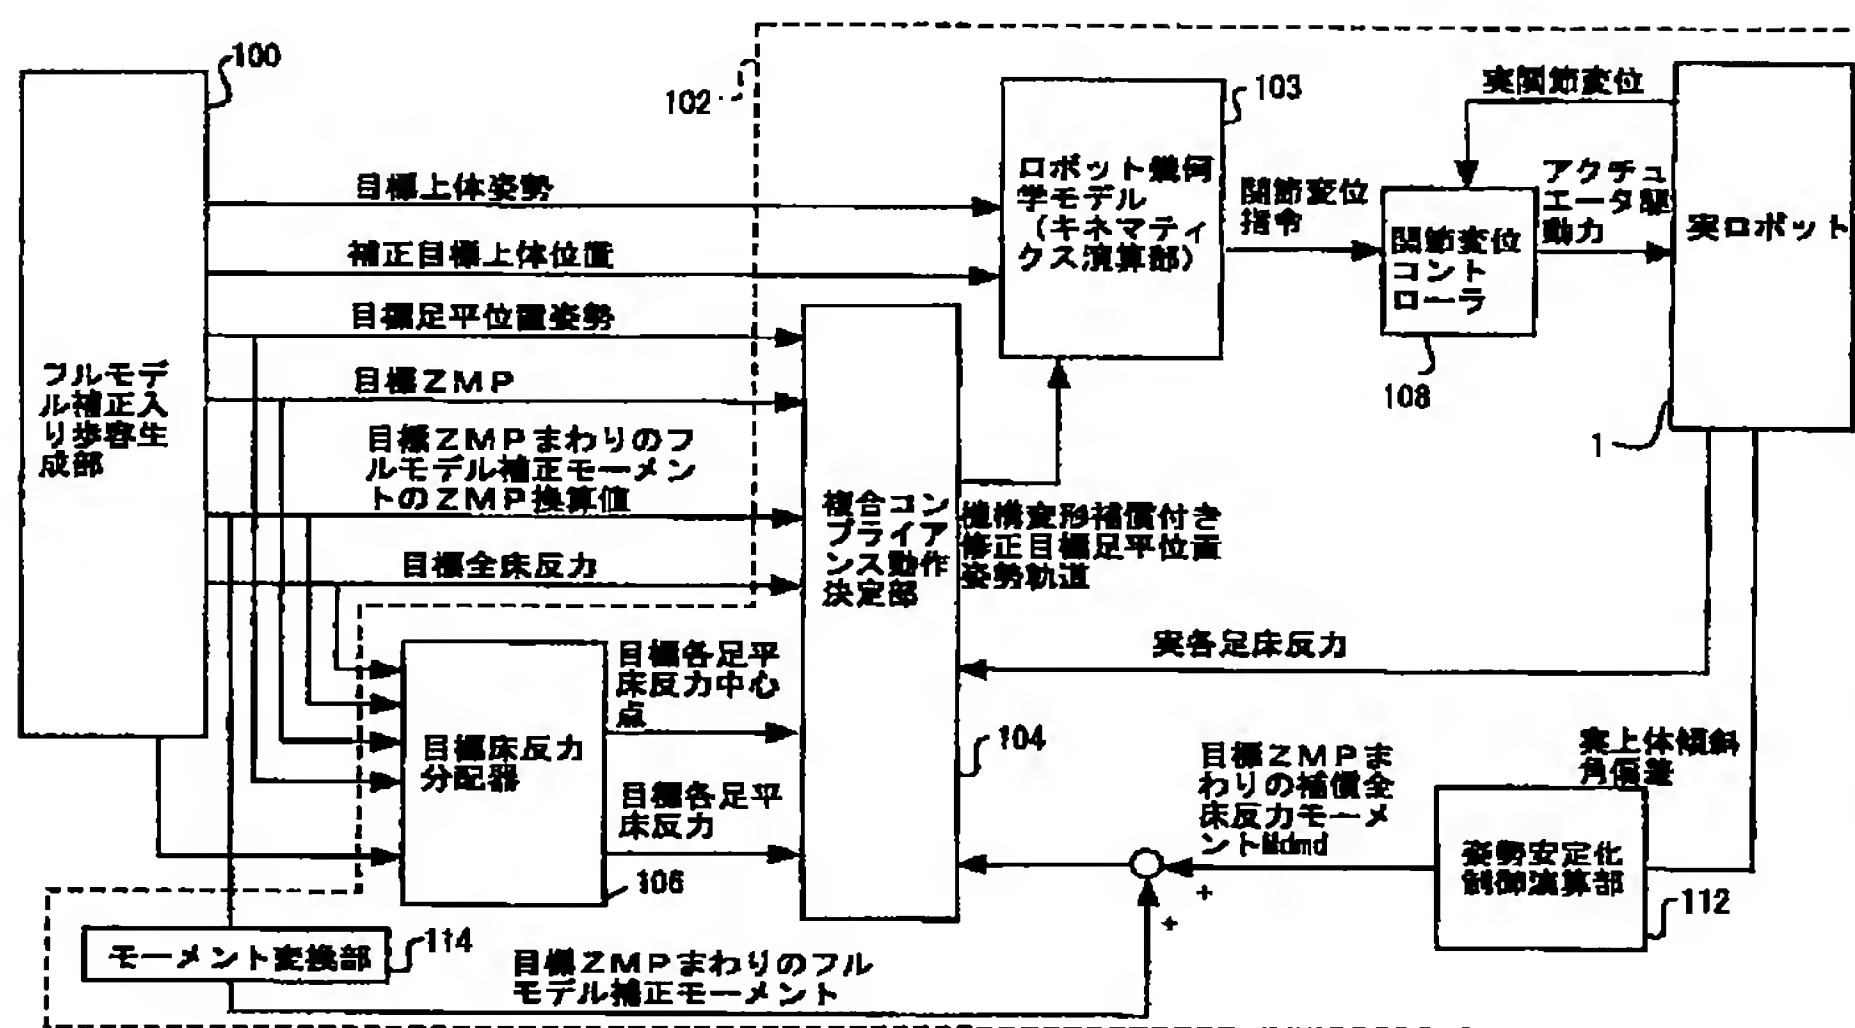 100
102
103
実関節変位
ロボット幾何
学モデル
(キネマティ
クス演算部)
アクチュ
エータ駆
動力
目標上体姿勢
関節変位
指令
実ロボット
補正目標上体位置
関節変位
コント
ローラ
目標足平位置姿勢
フルモデ
ル補正入
り歩容生
成部
目標ZMP
108
1
目標ZMPまわりのフ
ルモデル補正モーメン
トのZMP換算値
複合コン
プライア
ンス動作
決定部
機構変形補償付き
修正目標足平位置
姿勢軌道
目標全床反力
実各足床反力
目標各足平
床反力中心
点
目標床反力
分配器
104
目標ZMPま
わりの補償全
床反力モーメ
ントMdmd
実上体傾斜
角偏差
目標各足平
床反力
姿勢安定化
制御演算部
106
+
+
112
モーメント変換部
114
目標ZMPまわりのフル
モデル補正モーメント